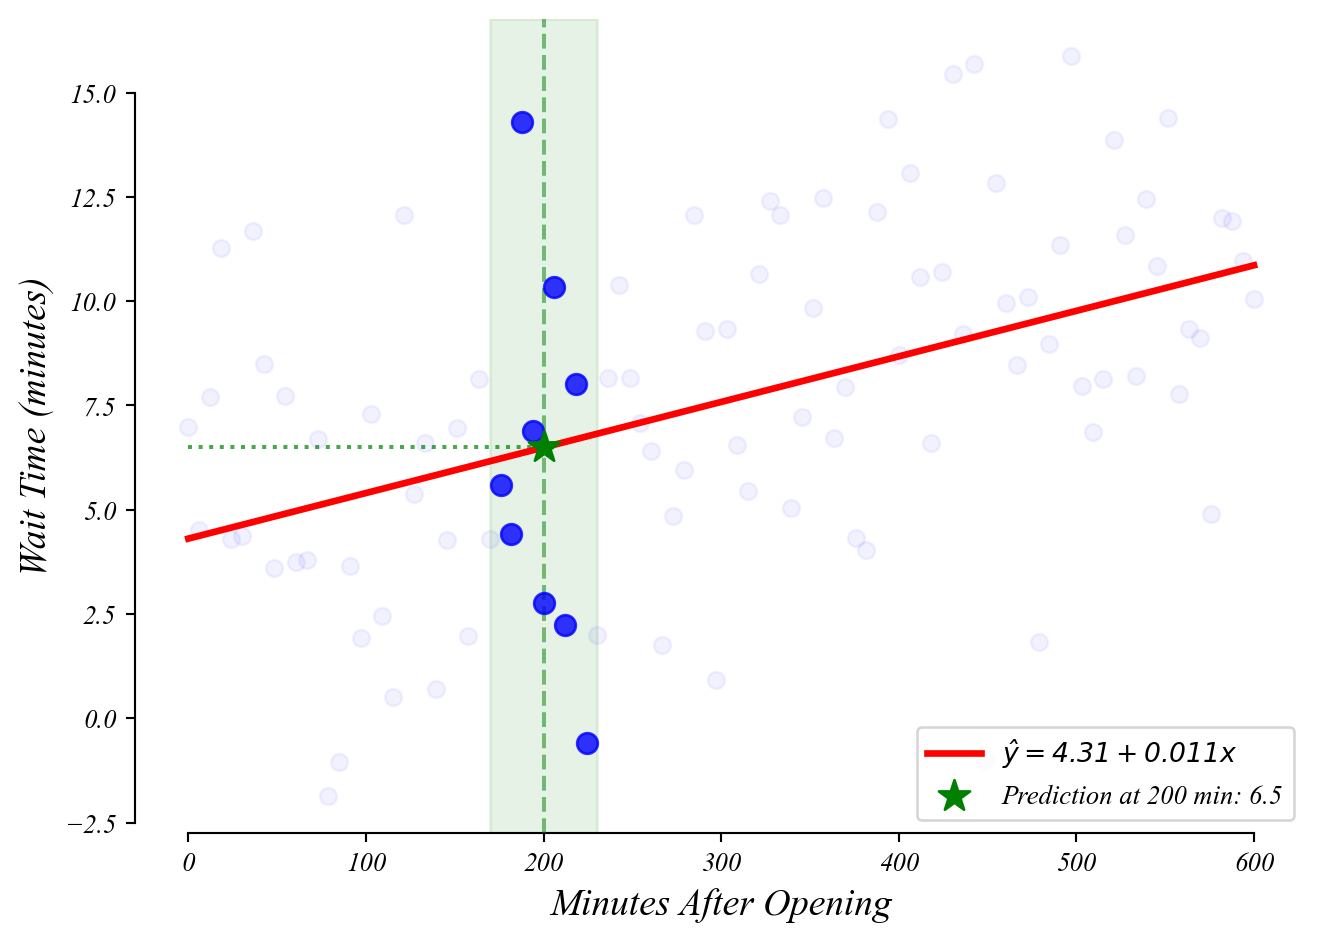 15.0
12.5
10.0
7.5
5.0
2.5
0.0
−2.5
Wait Time (minutes)
0 100 200 300 400 500 600
Minutes After Opening
ŷ = 4.31 + 0.011x
Prediction at 200 min: 6.5